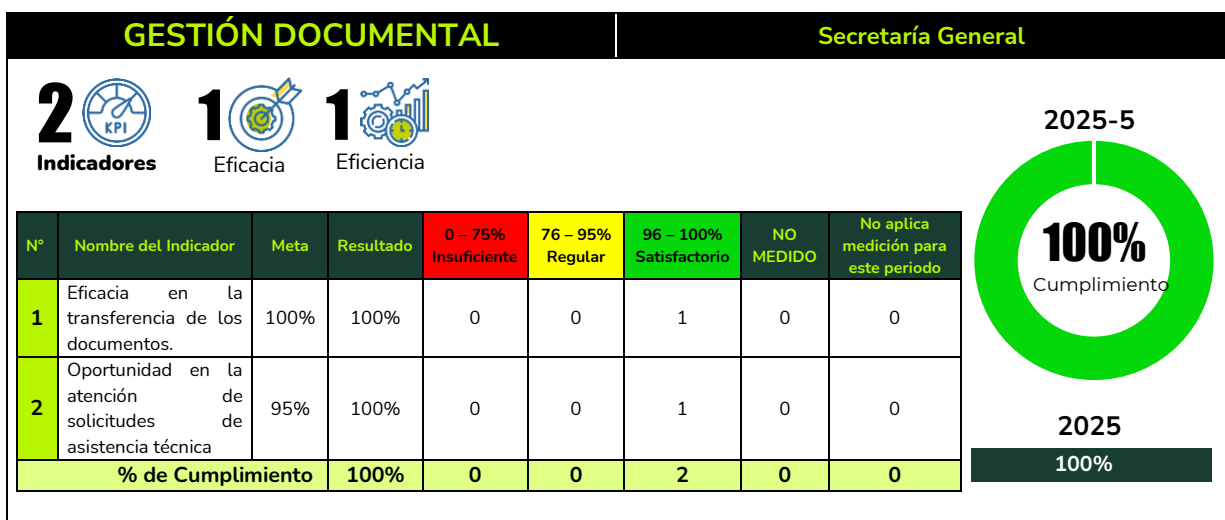 GESTIÓN DOCUMENTAL
Secretaría General
2
KPI
Indicadores
1
Eficacia
1
Eficiencia
2025-5
100%
Cumplimiento
2025
100%
N°
Nombre del Indicador
Meta
Resultado
0 – 75%
Insuficiente
76 – 95%
Regular
96 – 100%
Satisfactorio
NO
MEDIDO
No aplica
medición para
este periodo
1
Eficacia en la
transferencia de los
documentos.
100%
100%
0
0
1
0
0
2
Oportunidad en la
atención de
solicitudes de
asistencia técnica
95%
100%
0
0
1
0
0
% de Cumplimiento
100%
0
0
2
0
0